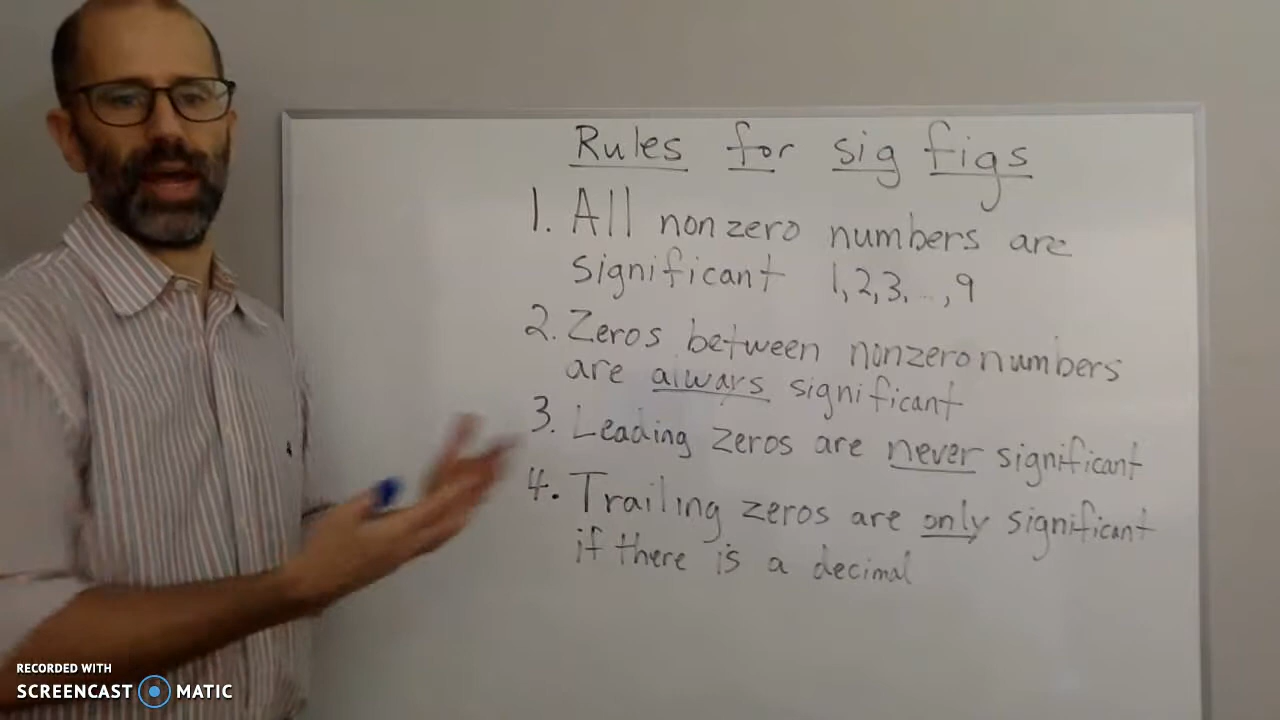 Rules for sig figs
1. All nonzero numbers are
significant 1,2,3,...,9
2. Zeros between nonzero numbers
are always significant
3. Leading zeros are never significant
4. Trailing zeros are only significant
if there is a decimal
RECORDED WITH
SCREENCAST MATIC